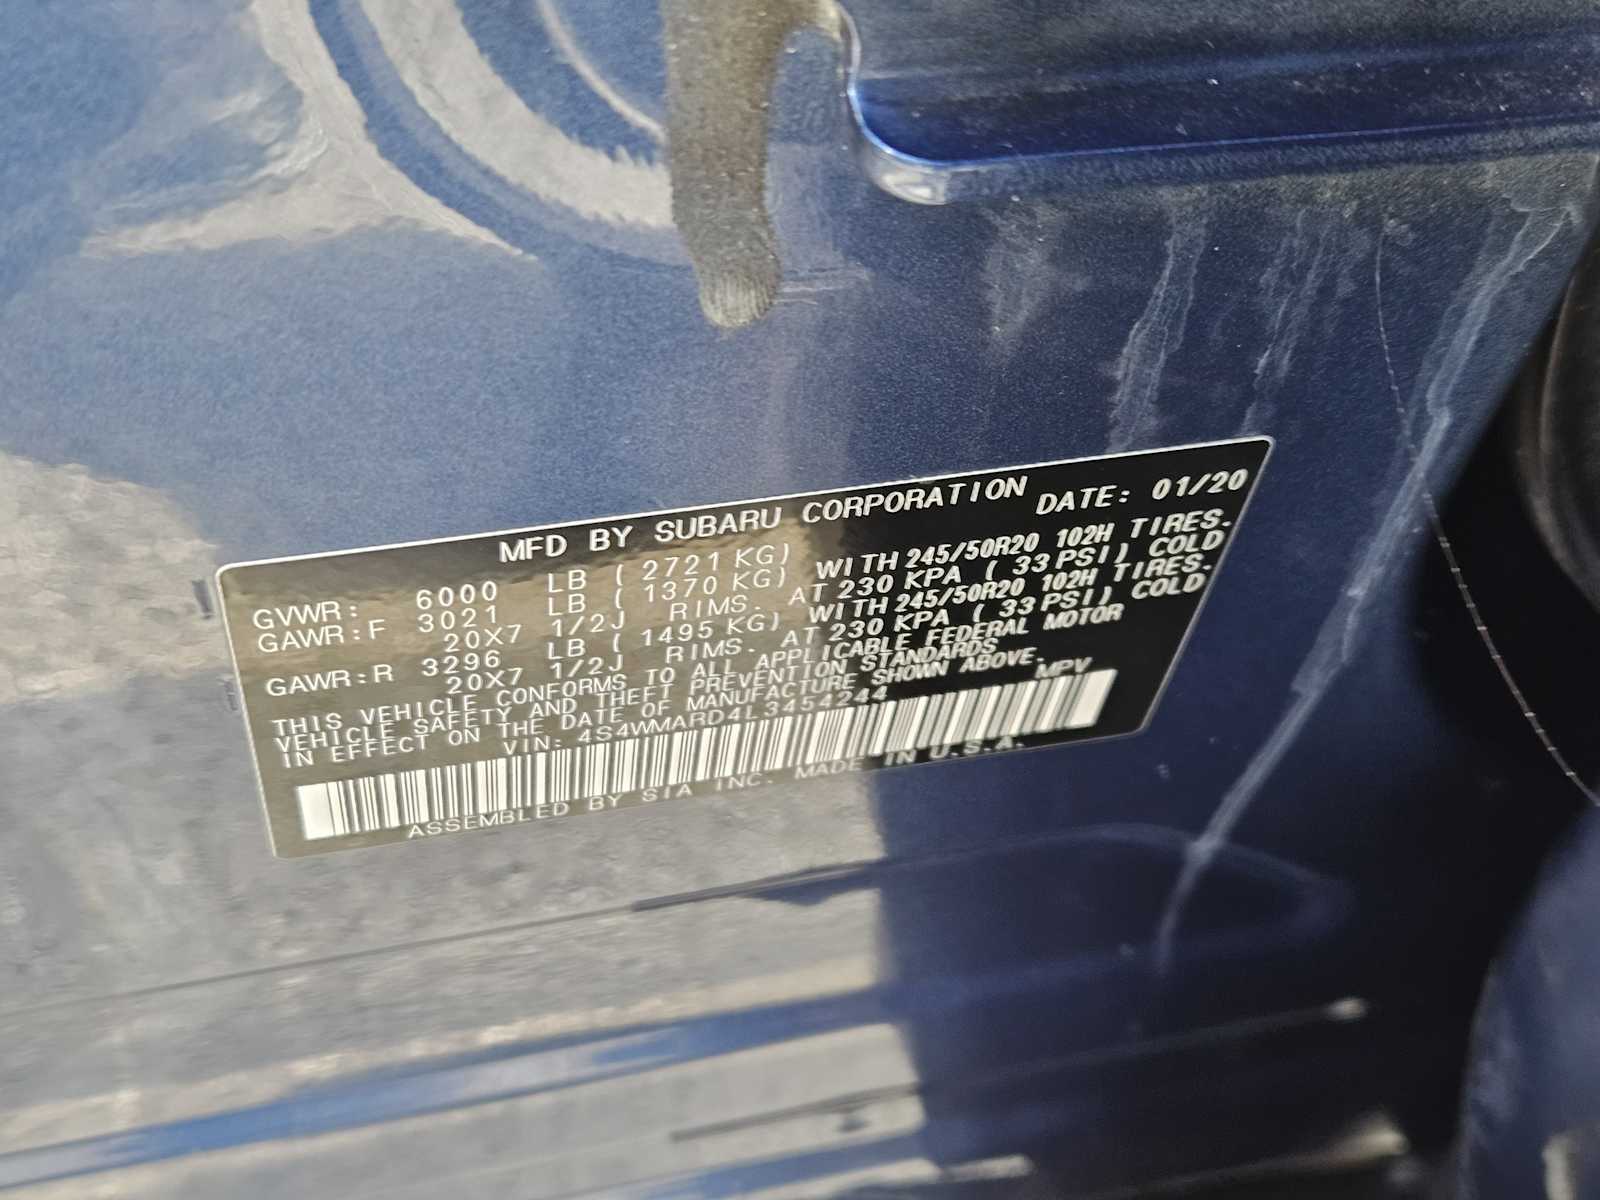 MFD BY SUBARU CORPORATION DATE: 01/20
GVWR: 6000 LB ( 2721 KG)
GAWR:F 3021 LB ( 1370 KG) WITH 245/50R20 102H TIRES.
20X7 1/2J RIMS. AT 230 KPA ( 33 PSI) COLD
GAWR:R 3296 LB ( 1495 KG) WITH 245/50R20 102H TIRES.
20X7 1/2J RIMS. AT 230 KPA ( 33 PSI) COLD
THIS VEHICLE CONFORMS TO ALL APPLICABLE FEDERAL MOTOR
VEHICLE SAFETY AND THEFT PREVENTION STANDARDS
IN EFFECT ON THE DATE OF MANUFACTURE SHOWN ABOVE.
VIN: 4S4WMARD4L3454244 MPV
ASSEMBLED BY SIA INC. MADE IN U.S.A.